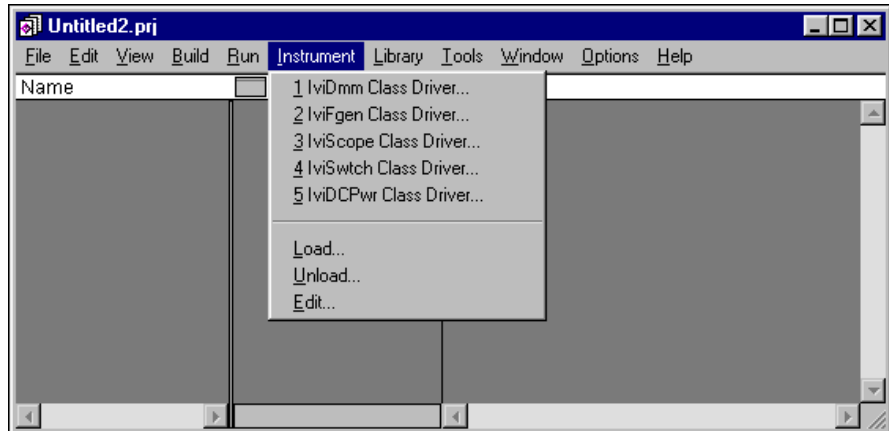 Untitled2.prj
File Edit View Build Run Instrument Library Tools Window Options Help
Name
1 IviDmm Class Driver...
2 IviFgen Class Driver...
3 IviScope Class Driver...
4 IviSwtch Class Driver...
5 IviDCPwr Class Driver...
Load...
Unload...
Edit...